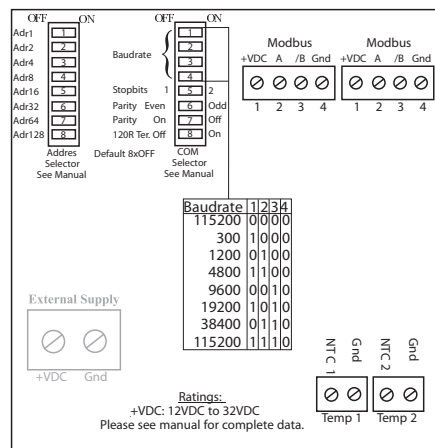 OFF ON
Adr1 1
Adr2 2
Adr4 3
Adr8 4
Adr16 5
Adr32 6
Adr64 7
Adr128 8
Addres
Selector
See Manual
OFF ON
Baudrate
1
2
3
4
Stopbits 1 5 2
Parity Even 6 Odd
Parity On 7 Off
120R Ter. Off 8 On
Default 8xOFF
COM
Selector
See Manual
Modbus
+VDC A /B Gnd
1 2 3 4
Modbus
+VDC A /B Gnd
1 2 3 4
Baudrate 1 2 3 4
115200 0 0 0 0
300 1 0 0 0
1200 0 1 0 0
4800 1 1 0 0
9600 0 0 1 0
19200 1 0 1 0
38400 0 1 1 0
115200 1 1 1 0
External Supply
+VDC Gnd
NTC 1 Gnd
Temp 1
NTC 2 Gnd
Temp 2
Ratings:
+VDC: 12VDC to 32VDC
Please see manual for complete data.